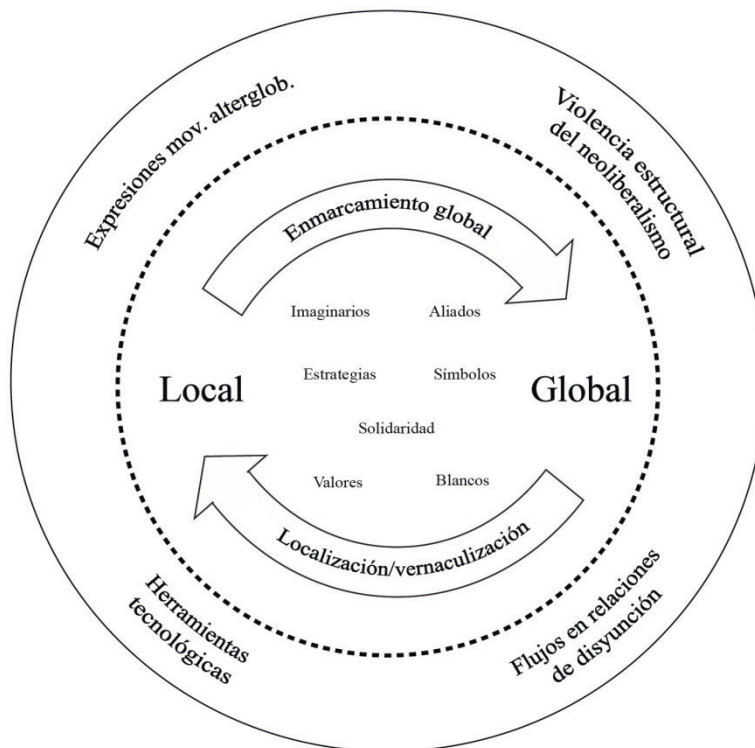 Expresiones mov. alterglob.
Violencia estructural
del neoliberalismo
Enmarcamiento global
Imaginarios
Aliados
Estrategias
Símbolos
Local
Global
Solidaridad
Valores
Blancos
Localización/vernaculización
Herramientas
tecnológicas
Flujos en relaciones
de disyunción